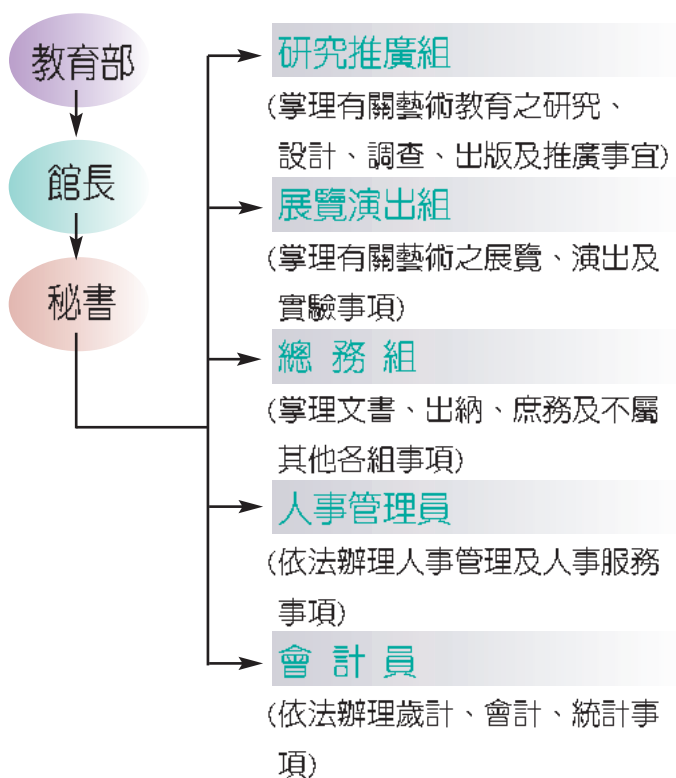 教育部
館長
秘書
研究推廣組
(掌理有關藝術教育之研究、
設計、調查、出版及推廣事宜)
展覽演出組
(掌理有關藝術之展覽、演出及
實驗事項)
總 務 組
(掌理文書、出納、庶務及不屬
其他各組事項)
人事管理員
(依法辦理人事管理及人事服務
事項)
會 計 員
(依法辦理歲計、會計、統計事
項)